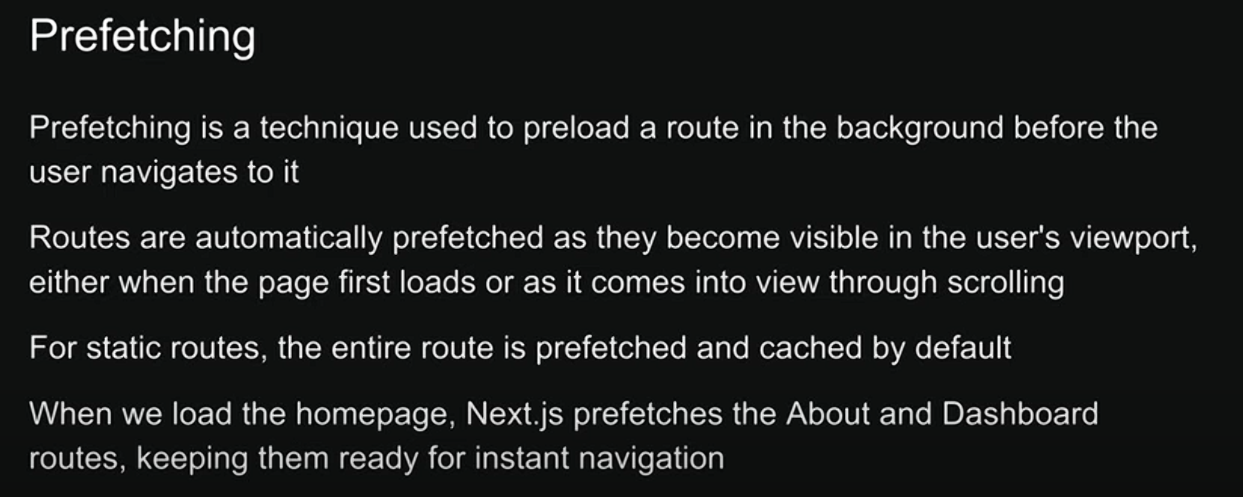 Prefetching
Prefetching is a technique used to preload a route in the background before the
user navigates to it
Routes are automatically prefetched as they become visible in the user's viewport,
either when the page first loads or as it comes into view through scrolling
For static routes, the entire route is prefetched and cached by default
When we load the homepage, Next.js prefetches the About and Dashboard
routes, keeping them ready for instant navigation